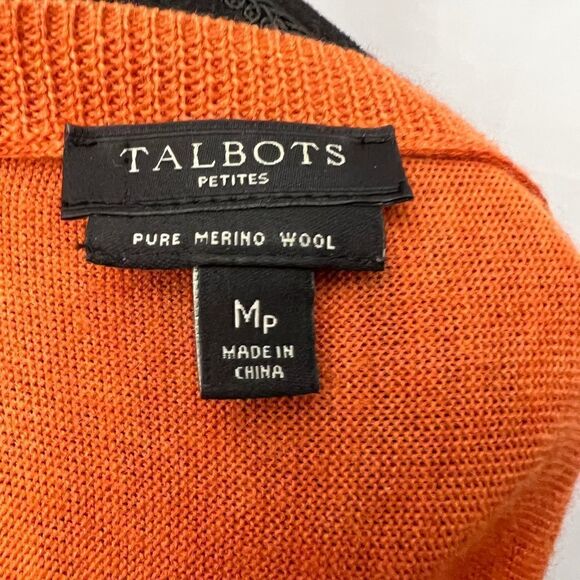 TALBOTS
PETITES
PURE MERINO WOOL
MP
MADE IN
CHINA